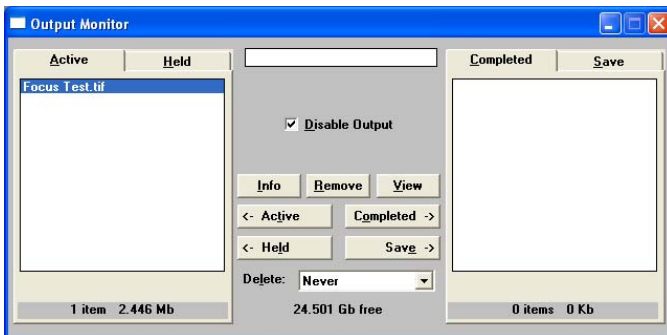 Output Monitor
Active Held
Focus Test.tif
1 item 2.446 Mb
Disable Output
Info Remove View
<- Active Completed ->
<- Held Save ->
Delete: Never
24.501 Gb free
Completed Save
0 items 0 Kb